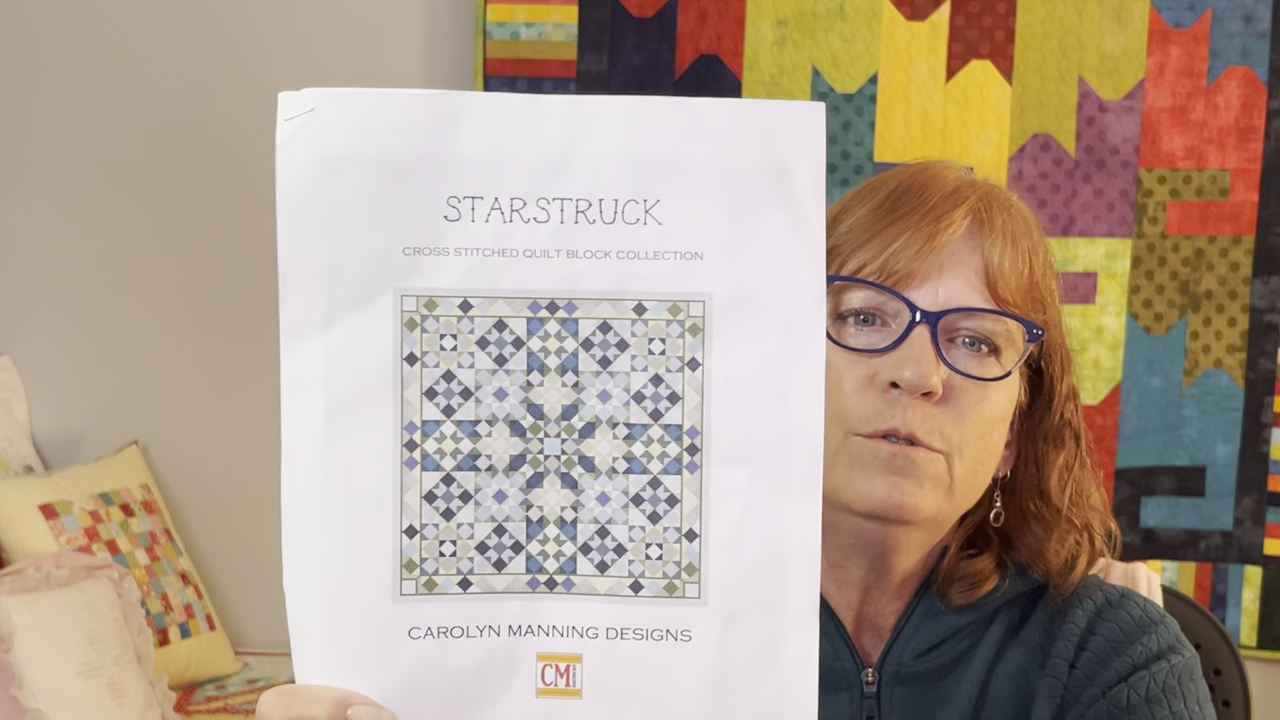 STARSTRUCK
CROSS STITCHED QUILT BLOCK COLLECTION
CAROLYN MANNING DESIGNS
CM